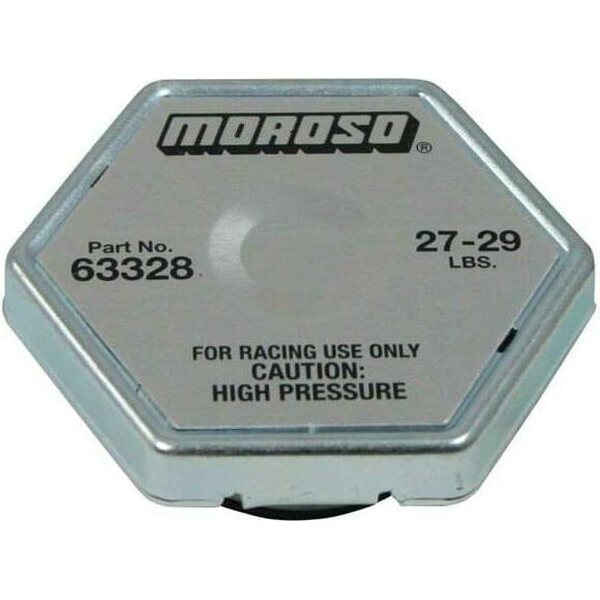 MOROSO®
Part No.
63328
27-29
LBS.
FOR RACING USE ONLY
CAUTION:
HIGH PRESSURE